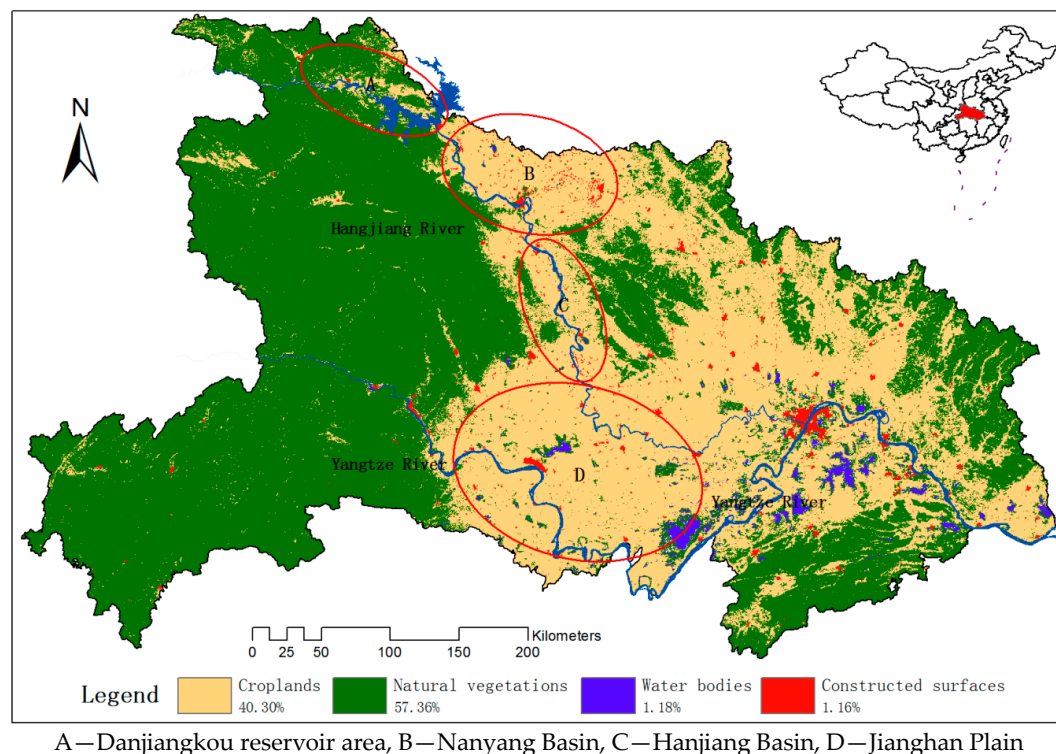 N
A
B
Hangjiang River
C
Yangtze River
D
Yangtze River
Kilometers
0 25 50 100 150 200
Legend
Croplands
40.30%
Natural vegetations
57.36%
Water bodies
1.18%
Constructed surfaces
1.16%
A—Danjiangkou reservoir area, B—Nanyang Basin, C—Hanjiang Basin, D—Jianghan Plain